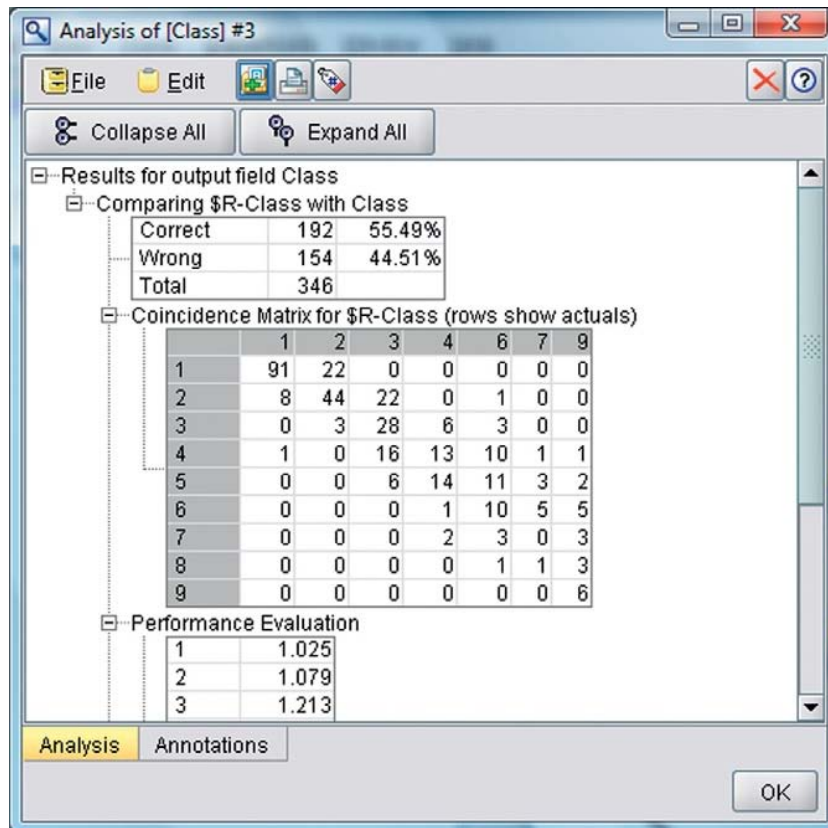 Analysis of [Class] #3
File Edit
Collapse All Expand All
Results for output field Class
Comparing $R-Class with Class
Correct 192 55.49%
Wrong 154 44.51%
Total 346
Coincidence Matrix for $R-Class (rows show actuals)
1 2 3 4 6 7 9
1 91 22 0 0 0 0 0
2 8 44 22 0 1 0 0
3 0 3 28 6 3 0 0
4 1 0 16 13 10 1 1
5 0 0 6 14 11 3 2
6 0 0 0 1 10 5 5
7 0 0 0 2 3 0 3
8 0 0 0 0 1 1 3
9 0 0 0 0 0 0 6
Performance Evaluation
1 1.025
2 1.079
3 1.213
Analysis Annotations
OK